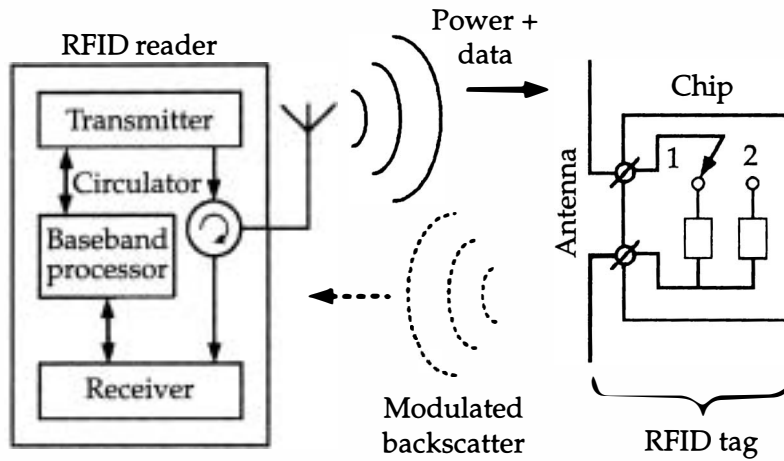 RFID reader
Transmitter
Circulator
Baseband
processor
Receiver
Power +
data
Modulated
backscatter
Antenna
Chip
1 2
RFID tag